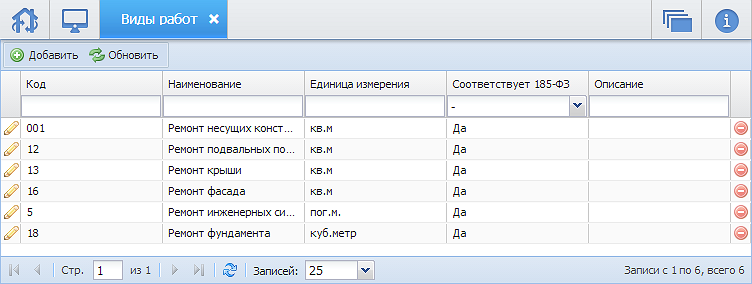 Виды работ
Добавить Обновить
Код Наименование Единица измерения Соответствует 185-ФЗ Описание
-
001 Ремонт несущих конст... кв.м Да
12 Ремонт подвальных по... кв.м Да
13 Ремонт крыши кв.м Да
16 Ремонт фасада кв.м Да
5 Ремонт инженерных си... пог.м. Да
18 Ремонт фундамента куб.метр Да
Стр. 1 из 1 Записей: 25 Записи с 1 по 6, всего 6